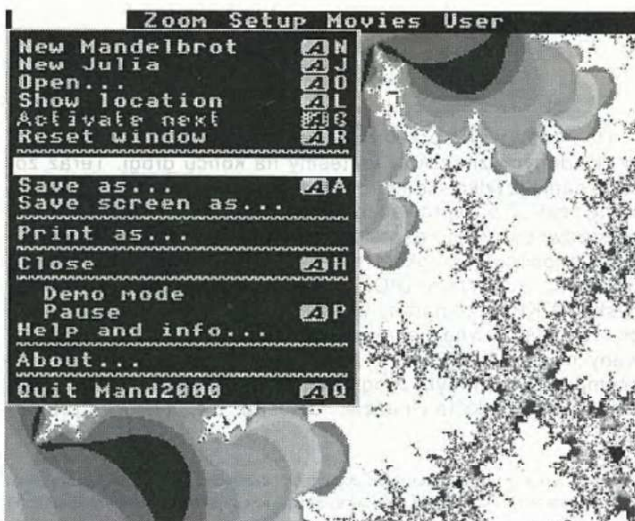 Zoom Setup Movies User
New Mandelbrot A N
New Julia A J
Open... A O
Show location A L
Activate next A
Reset window A R
Save as... A A
Save screen as...
Print as...
Close A H
Demo mode
Pause A P
Help and info...
About...
Quit Mand2000 A Q